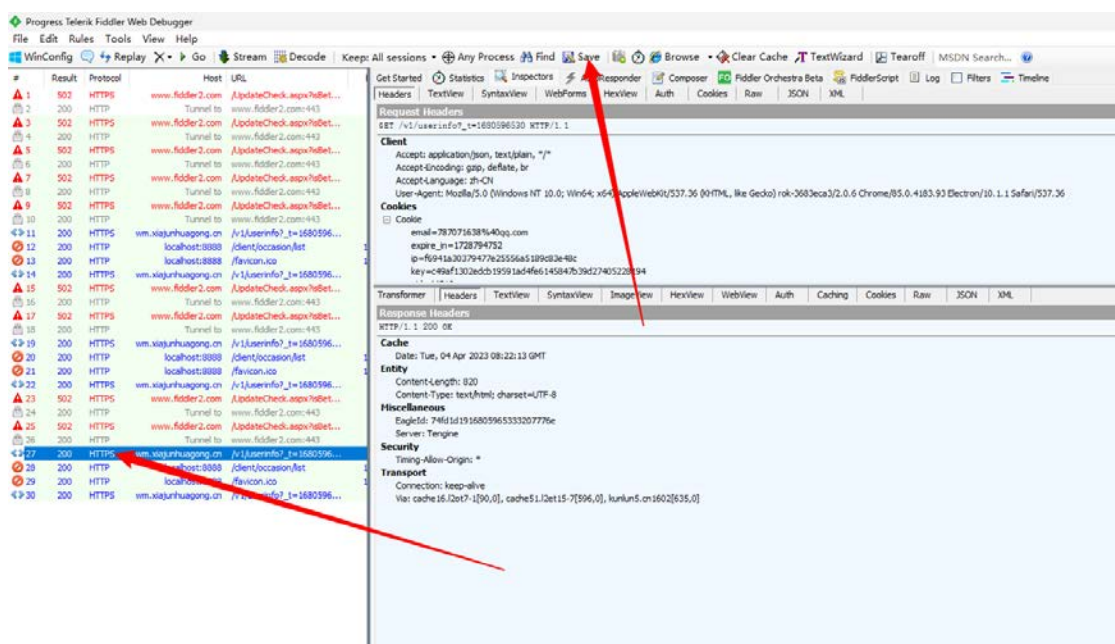 Progress Telerik Fiddler Web Debugger
File Edit Rules Tools View Help
WinConfig Replay Go Stream Decode Keep: All sessions Any Process Find Save Browse Clear Cache TextWizard Tearoff MSDN Search...
# Result Protocol Host URL
1 502 HTTPS www.fiddler2.com /UpdateCheck.aspx?isBet...
2 200 HTTP Tunnel to www.fiddler2.com:443
3 502 HTTPS www.fiddler2.com /UpdateCheck.aspx?isBet...
4 200 HTTP Tunnel to www.fiddler2.com:443
5 502 HTTPS www.fiddler2.com /UpdateCheck.aspx?isBet...
6 200 HTTP Tunnel to www.fiddler2.com:443
7 502 HTTPS www.fiddler2.com /UpdateCheck.aspx?isBet...
8 200 HTTP Tunnel to www.fiddler2.com:443
9 502 HTTPS www.fiddler2.com /UpdateCheck.aspx?isBet...
10 200 HTTP Tunnel to www.fiddler2.com:443
11 200 HTTPS wm.xiajunhuagong.cn /v1/userinfo?_t=1680596...
12 200 HTTP localhost:8888 /client/occasion/list 1
13 200 HTTP localhost:8888 /favicon.ico 1
14 200 HTTPS wm.xiajunhuagong.cn /v1/userinfo?_t=1680596...
15 502 HTTPS www.fiddler2.com /UpdateCheck.aspx?isBet...
16 200 HTTP Tunnel to www.fiddler2.com:443
17 502 HTTPS www.fiddler2.com /UpdateCheck.aspx?isBet...
18 200 HTTP Tunnel to www.fiddler2.com:443
19 200 HTTPS wm.xiajunhuagong.cn /v1/userinfo?_t=1680596...
20 200 HTTP localhost:8888 /client/occasion/list 1
21 200 HTTP localhost:8888 /favicon.ico 1
22 200 HTTPS wm.xiajunhuagong.cn /v1/userinfo?_t=1680596...
23 502 HTTPS www.fiddler2.com /UpdateCheck.aspx?isBet...
24 200 HTTP Tunnel to www.fiddler2.com:443
25 502 HTTPS www.fiddler2.com /UpdateCheck.aspx?isBet...
26 200 HTTP Tunnel to www.fiddler2.com:443
27 200 HTTPS wm.xiajunhuagong.cn /v1/userinfo?_t=1680596...
28 200 HTTP localhost:8888 /client/occasion/list 1
29 200 HTTP localhost:8888 /favicon.ico 1
30 200 HTTPS wm.xiajunhuagong.cn /v1/userinfo?_t=1680596...
Get Started Statistics Inspectors Composer Fiddler Orchestra Beta FiddlerScript Log Filters Timeline
Headers TextView SyntaxView WebForms HexView Auth Cookies Raw JSON XML
Request Headers
GET /v1/userinfo?_t=1680596530 HTTP/1.1
Client
Accept: application/json, text/plain, */*
Accept-Encoding: gzip, deflate, br
Accept-Language: zh-CN
User-Agent: Mozilla/5.0 (Windows NT 10.0; Win64; x64) AppleWebKit/537.36 (KHTML, like Gecko) rok-3683eca3/2.0.6 Chrome/85.0.4183.93 Electron/10.1.1 Safari/537.36
Cookies
Cookie
email=787071638%40qq.com
expire_in=1728794752
ip=f6941a30379477e25556a5189c83e48c
Transformer Headers TextView SyntaxView ImageView HexView WebView Auth Caching Cookies Raw JSON XML
Response Headers
HTTP/1.1 200 OK
Cache
Date: Tue, 04 Apr 2023 08:22:13 GMT
Entity
Content-Length: 820
Content-Type: text/html; charset=UTF-8
Miscellaneous
EagleId: 74fd1d1916805965333207776e
Server: Tengine
Security
Timing-Allow-Origin: *
Transport
Connection: keep-alive
Via: cache16.l2ot7-1[90,0], cache51.l2et15-7[596,0], kunlun5.cn1602[635,0]